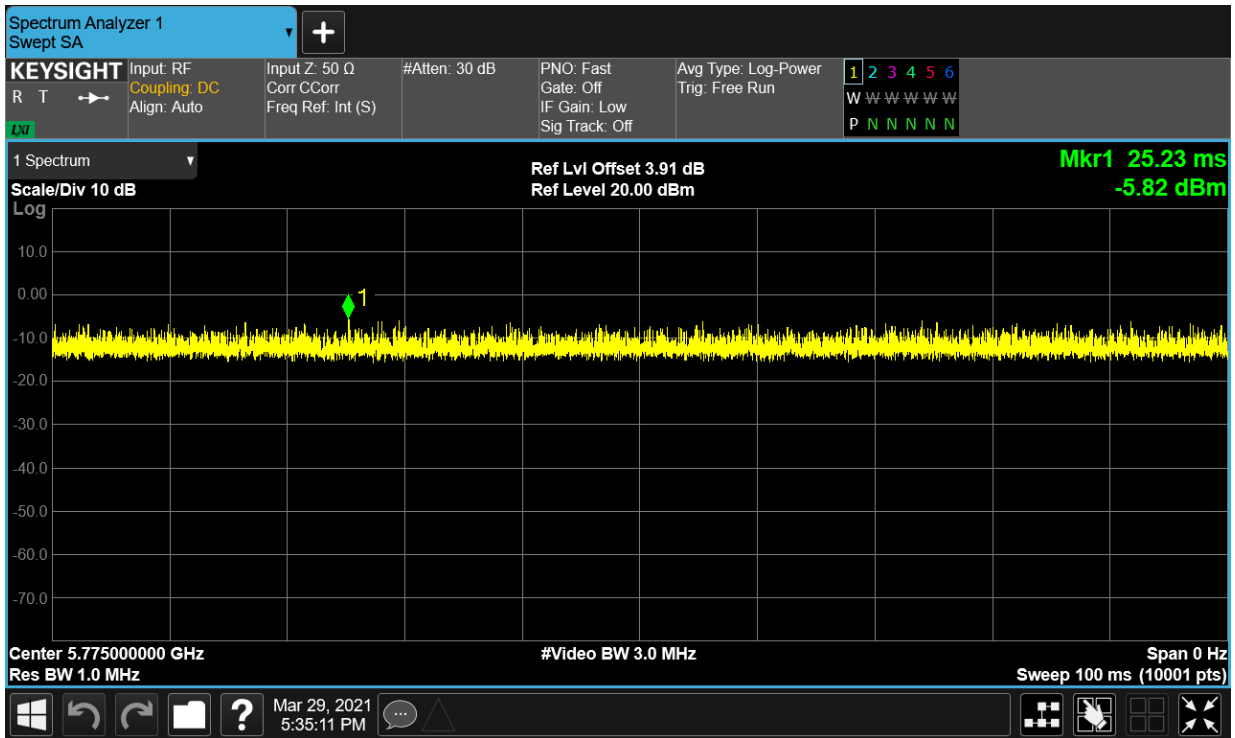 Spectrum Analyzer 1
Swept SA
KEYSIGHT
R T
LXI
Input: RF
Coupling: DC
Align: Auto
Input Z: 50 Ω
Corr CCorr
Freq Ref: Int (S)
#Atten: 30 dB
PNO: Fast
Gate: Off
IF Gain: Low
Sig Track: Off
Avg Type: Log-Power
Trig: Free Run
1 2 3 4 5 6
W W W W W W
P N N N N N
1 Spectrum
Scale/Div 10 dB
Log
Ref Lvl Offset 3.91 dB
Ref Level 20.00 dBm
Mkr1 25.23 ms
-5.82 dBm
10.0
0.00
1
-10.0
-20.0
-30.0
-40.0
-50.0
-60.0
-70.0
Center 5.775000000 GHz
Res BW 1.0 MHz
#Video BW 3.0 MHz
Span 0 Hz
Sweep 100 ms (10001 pts)
?
Mar 29, 2021
5:35:11 PM